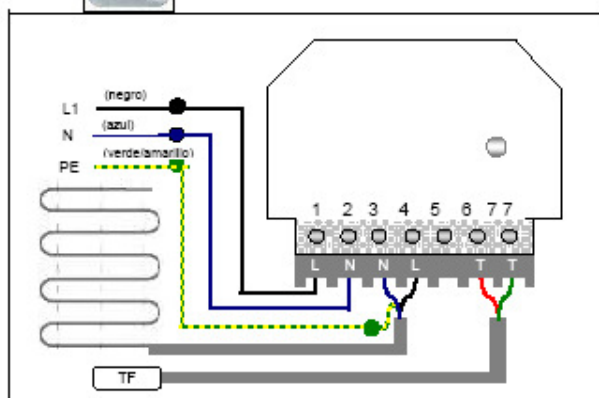 L1 (negro)
N (azul)
PE (verde/amarillo)
1 2 3 4 5 6 7 7
L N N L T T
TF